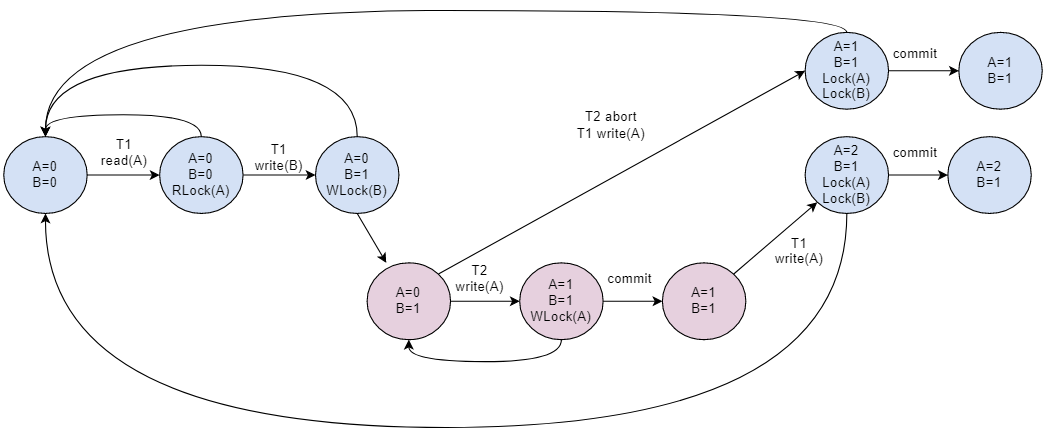 A=1
B=1
Lock(A)
Lock(B)
commit
A=1
B=1
T2 abort
T1 write(A)
A=0
B=0
T1
read(A)
A=0
B=0
RLock(A)
T1
write(B)
A=0
B=1
WLock(B)
A=2
B=1
Lock(A)
Lock(B)
commit
A=2
B=1
T1
write(A)
A=0
B=1
T2
write(A)
A=1
B=1
WLock(A)
commit
A=1
B=1